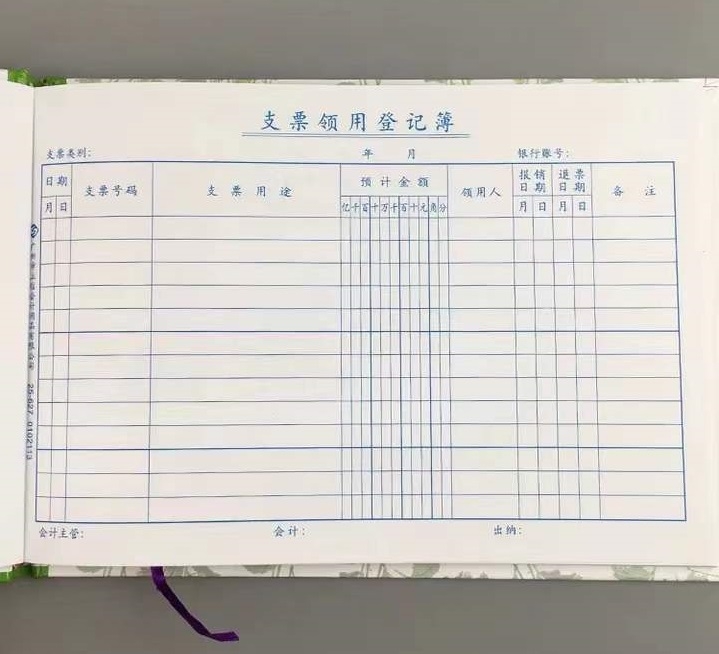 支票领用登记簿
支票类别: 年 月 银行账号:
日期 支票号码 支票用途 预计金额 领用人 报销日期 退票日期 备注
月 日 亿千百十万千百十元角分 月 日 月 日
会计主管: 会计: 出纳:
25-627 0102113